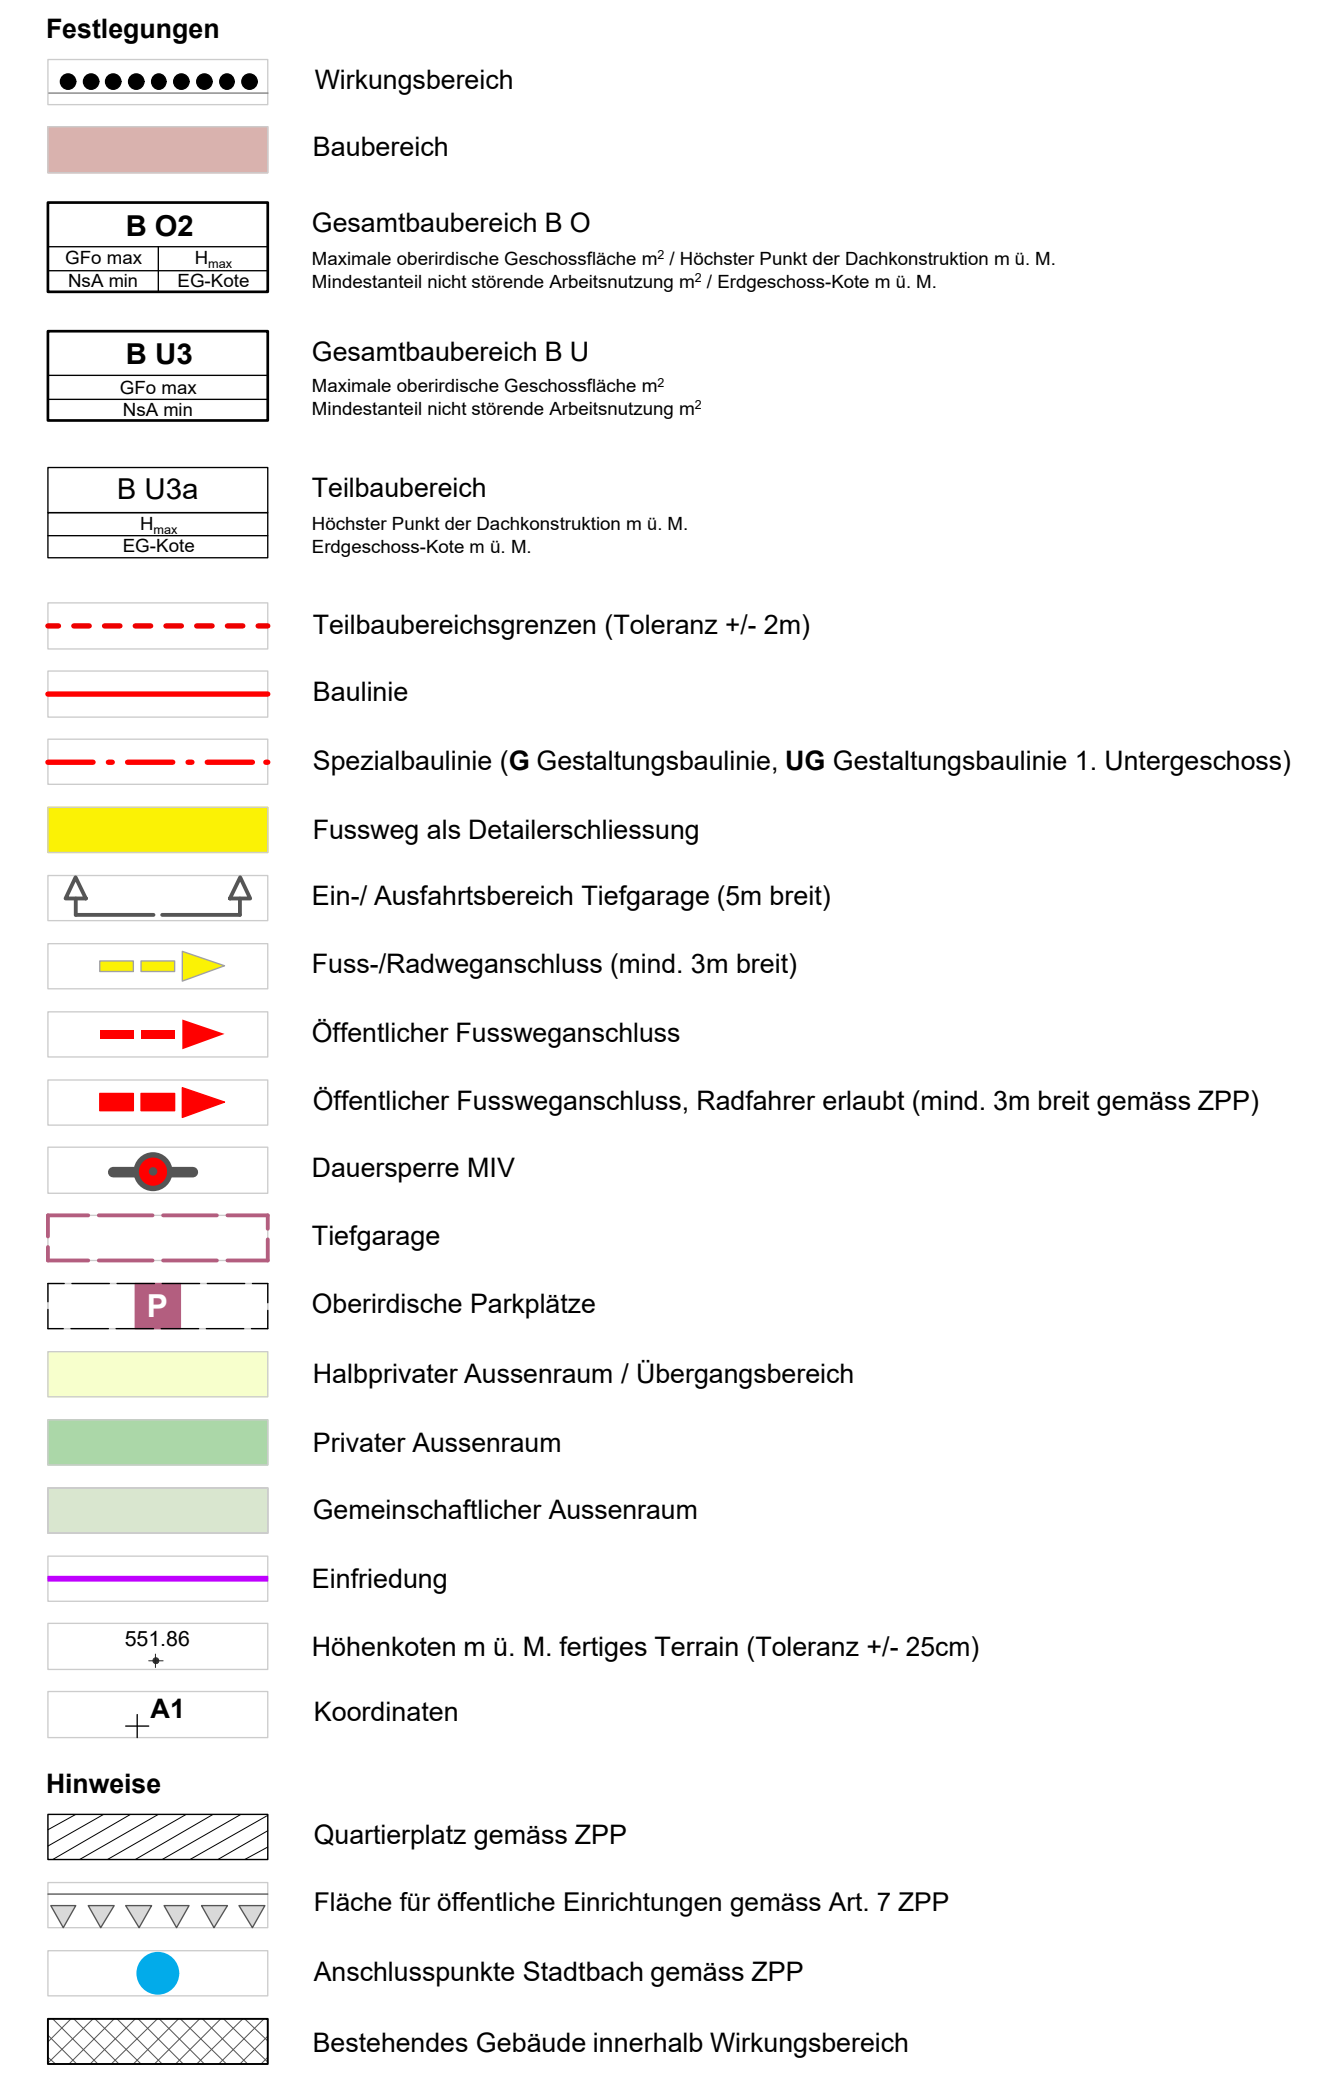 Festlegungen
Wirkungsbereich
Baubereich
B O2
GFo max Hmax
NsA min EG-Kote
Gesamtbaubereich B O
Maximale oberirdische Geschossfläche m² / Höchster Punkt der Dachkonstruktion m ü. M.
Mindestanteil nicht störende Arbeitsnutzung m² / Erdgeschoss-Kote m ü. M.
B U3
GFo max
NsA min
Gesamtbaubereich B U
Maximale oberirdische Geschossfläche m²
Mindestanteil nicht störende Arbeitsnutzung m²
B U3a
Hmax
EG-Kote
Teilbaubereich
Höchster Punkt der Dachkonstruktion m ü. M.
Erdgeschoss-Kote m ü. M.
Teilbaubereichsgrenzen (Toleranz +/- 2m)
Baulinie
Spezialbaulinie (G Gestaltungsbaulinie, UG Gestaltungsbaulinie 1. Untergeschoss)
Fussweg als Detailerschliessung
Ein-/ Ausfahrtsbereich Tiefgarage (5m breit)
Fuss-/Radweganschluss (mind. 3m breit)
Öffentlicher Fussweganschluss
Öffentlicher Fussweganschluss, Radfahrer erlaubt (mind. 3m breit gemäss ZPP)
Dauersperre MIV
Tiefgarage
P Oberirdische Parkplätze
Halbprivater Aussenraum / Übergangsbereich
Privater Aussenraum
Gemeinschaftlicher Aussenraum
Einfriedung
551.86 Höhenkoten m ü. M. fertiges Terrain (Toleranz +/- 25cm)
A1 Koordinaten
Hinweise
Quartierplatz gemäss ZPP
Fläche für öffentliche Einrichtungen gemäss Art. 7 ZPP
Anschlusspunkte Stadtbach gemäss ZPP
Bestehendes Gebäude innerhalb Wirkungsbereich